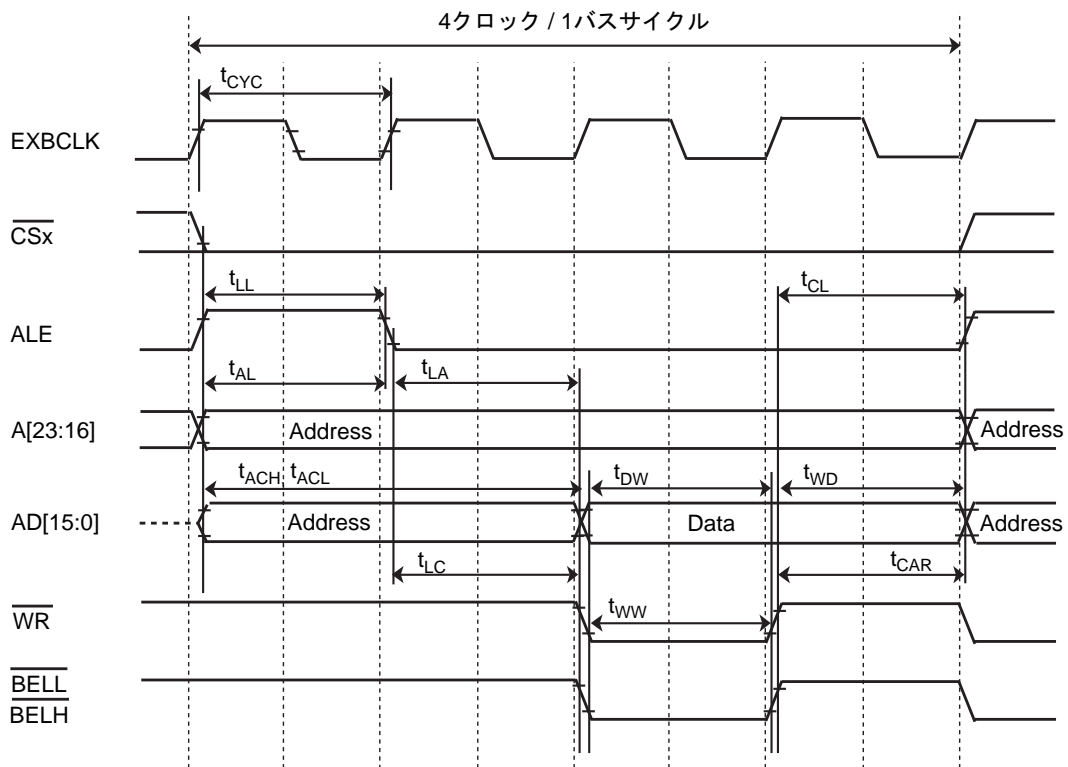 4クロック / 1バスサイクル
tCYC
EXBCLK
CSx
tLL
tCL
ALE
tAL
tLA
A[23:16]
Address
Address
tACH, tACL
tDW
tWD
AD[15:0]
Address
Data
Address
tLC
tCAR
WR
tWW
BELL
BELH